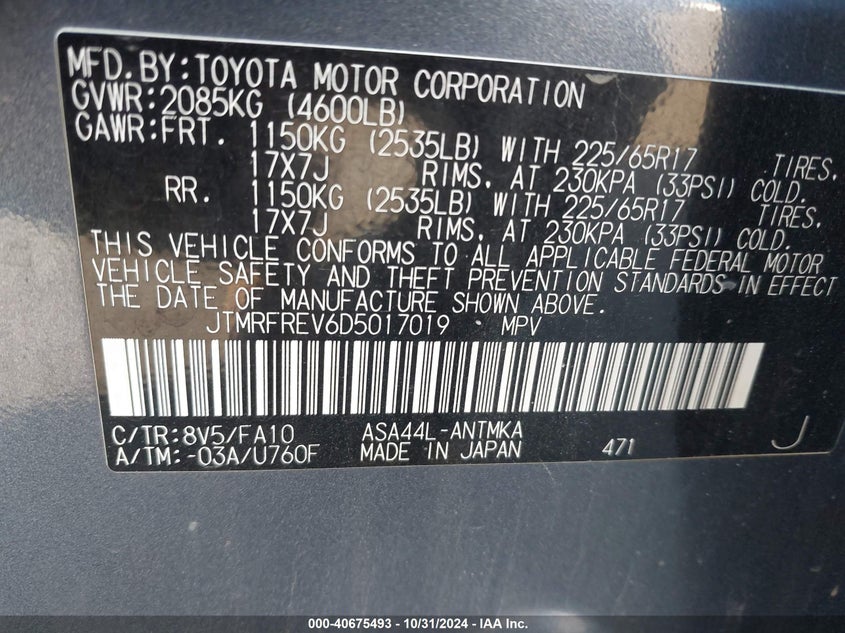 MFD.BY:TOYOTA MOTOR CORPORATION
GVWR:2085KG (4600LB)
GAWR:FRT. 1150KG (2535LB) WITH 225/65R17 TIRES,
17X7J RIMS, AT 230KPA (33PSI) COLD.
RR. 1150KG (2535LB) WITH 225/65R17 TIRES,
17X7J RIMS, AT 230KPA (33PSI) COLD.
THIS VEHICLE CONFORMS TO ALL APPLICABLE FEDERAL MOTOR
VEHICLE SAFETY AND THEFT PREVENTION STANDARDS IN EFFECT
THE DATE OF MANUFACTURE SHOWN ABOVE.
JTMRFREV6D5017019 MPV
C/TR:8V5/FA10 ASA44L-ANTMKA
A/TM:-03A/U760F MADE IN JAPAN 471 J
000-40675493 - 10/31/2024 - IAA Inc.